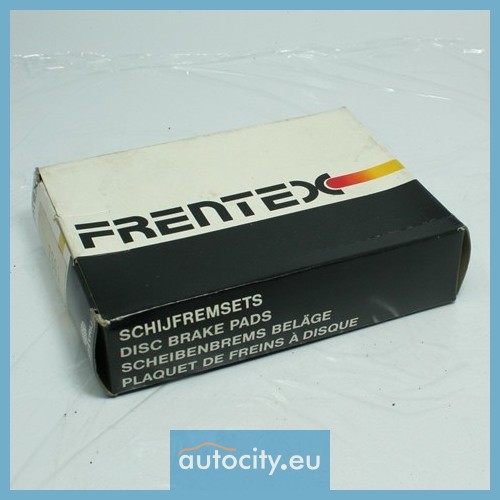 FRENTEX
SCHIJFREMSETS
DISC BRAKE PADS
SCHEIBENBREMS BELÄGE
PLAQUET DE FREINS À DISQUE
autocity.eu